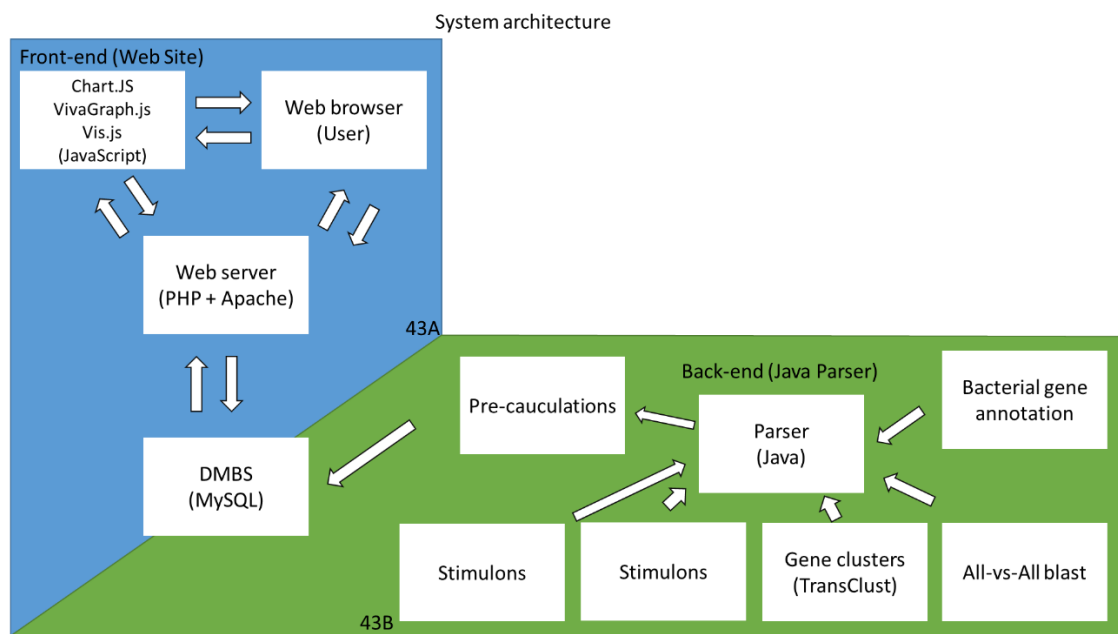 System architecture
Front-end (Web Site)
Chart.JS
VivaGraph.js
Vis.js
(JavaScript)
Web browser
(User)
Web server
(PHP + Apache)
43A
Back-end (Java Parser)
Pre-cauculations
Parser
(Java)
Bacterial gene
annotation
DMBS
(MySQL)
Stimulons
Stimulons
Gene clusters
(TransClust)
All-vs-All blast
43B